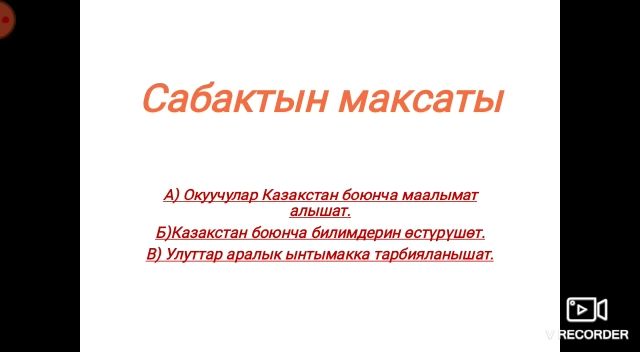 Сабактын максаты
А) Окуучулар Казакстан боюнча маалымат
алышат.
Б)Казакстан боюнча билимдерин өстүрүшөт.
В) Улуттар аралык ынтымакка тарбияланышат.
V RECORDER